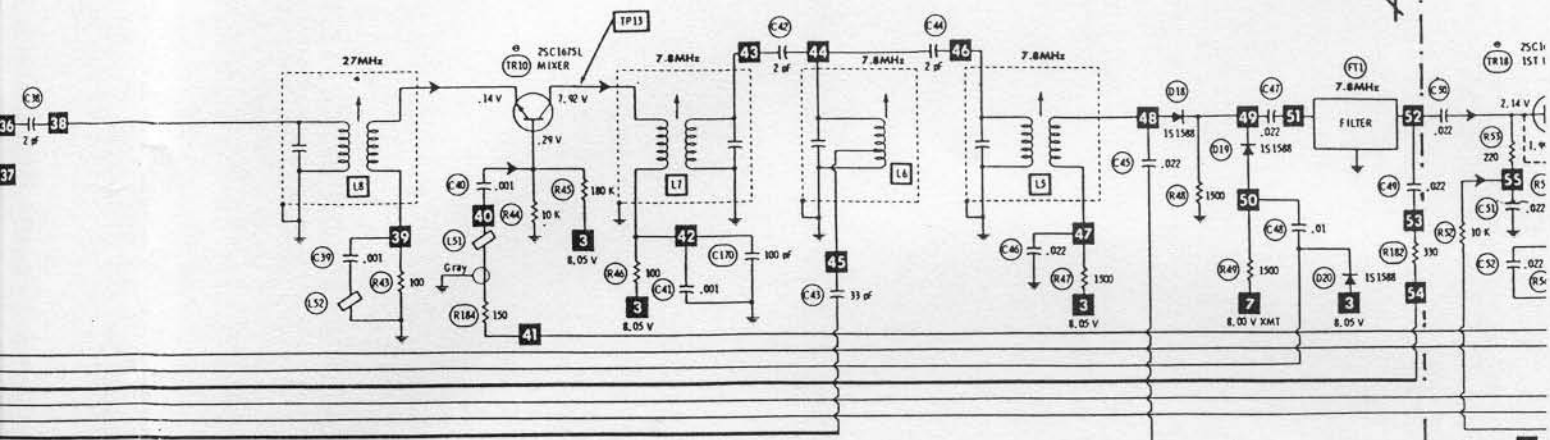 TP13
C42
C44
2SC1
TR18
1ST I
2SC1675L
TR10 MIXER
27MHz
7.8MHz
43
2 pF
44
7.8MHz
2 pF
46
7.8MHz
FT1
7.8MHz
C38
36
38
2 pF
.14 V
7.92 V
.29 V
D18
C47
C50
2.14 V
48
49
51
52
1S1588
.022
FILTER
.022
37
L8
C40
.001
R45
180 K
L7
L6
L5
C45
.022
D19
1S1588
R53
220
R48
1500
C49
.022
55
40
R44
10 K
50
C51
.022
39
L51
3
8.05 V
42
47
C48
.01
53
R52
10 K
C39
.001
Gray
R46
100
C170
100 pF
45
C46
.022
R182
330
C52
.022
R43
100
C41
.001
C43
33 pF
R47
1500
R49
1500
D20
1S1588
L52
R184
150
3
8.05 V
3
8.05 V
7
8.00 V XMT
3
8.05 V
54
41